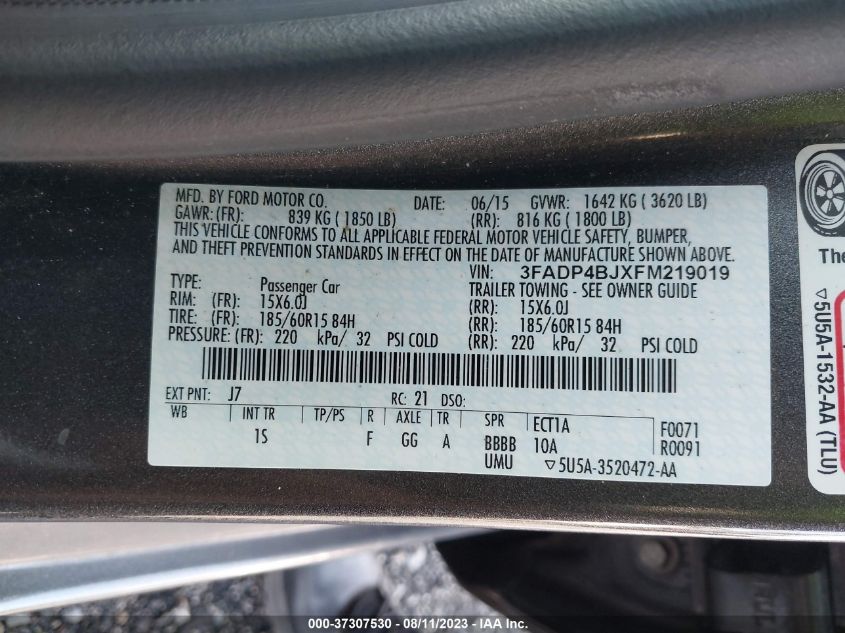 MFD. BY FORD MOTOR CO. DATE: 06/15 GVWR: 1642 KG ( 3620 LB)
GAWR: (FR): 839 KG ( 1850 LB) (RR): 816 KG ( 1800 LB)
THIS VEHICLE CONFORMS TO ALL APPLICABLE FEDERAL MOTOR VEHICLE SAFETY, BUMPER,
AND THEFT PREVENTION STANDARDS IN EFFECT ON THE DATE OF MANUFACTURE SHOWN ABOVE.
VIN: 3FADP4BJXFM219019
TYPE: Passenger Car TRAILER TOWING - SEE OWNER GUIDE
RIM: (FR): 15X6.0J (RR): 15X6.0J
TIRE: (FR): 185/60R15 84H (RR): 185/60R15 84H
PRESSURE: (FR): 220 kPa/ 32 PSI COLD (RR): 220 kPa/ 32 PSI COLD
EXT PNT: J7 RC: 21 DSO:
WB INT TR TP/PS R AXLE TR SPR ECT1A F0071
1S F GG A BBBB 10A R0091
UMU ▽5U5A-3520472-AA
The
▽5U5A-1532-AA (TLU)
000-37307530 - 08/11/2023 - IAA Inc.